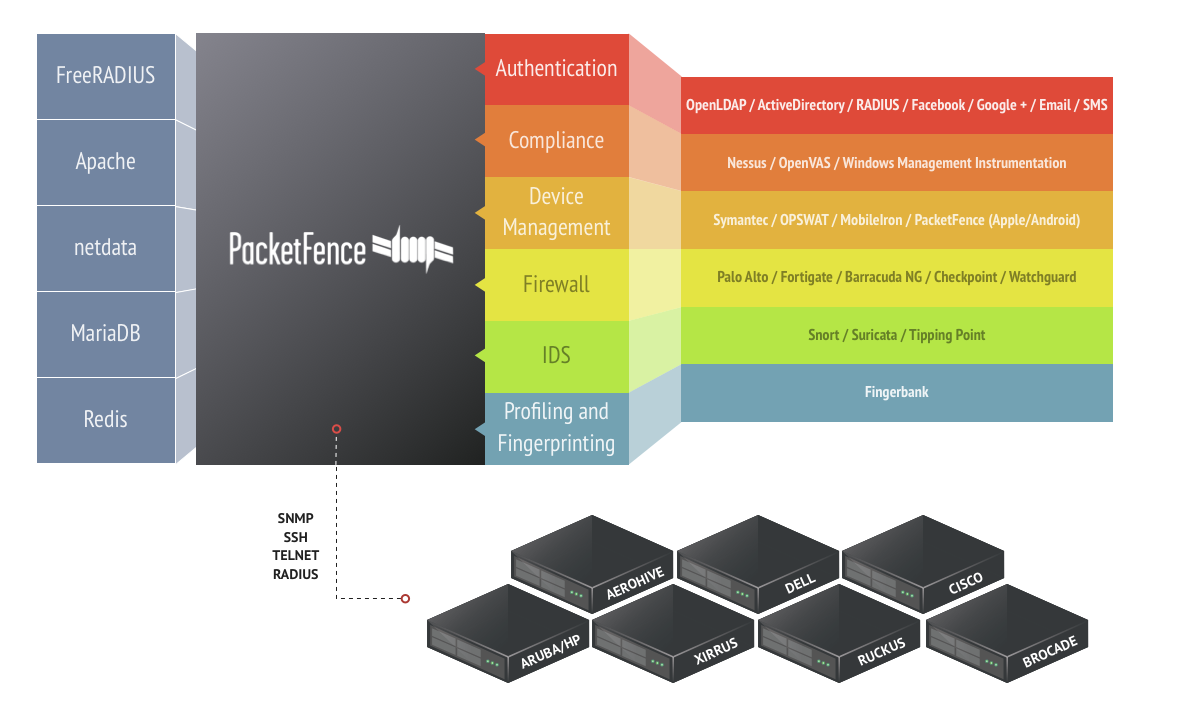 FreeRADIUS
Apache
netdata
MariaDB
Redis
PacketFence
Authentication
Compliance
Device
Management
Firewall
IDS
Profiling and
Fingerprinting
OpenLDAP / ActiveDirectory / RADIUS / Facebook / Google + / Email / SMS
Nessus / OpenVAS / Windows Management Instrumentation
Symantec / OPSWAT / MobileIron / PacketFence (Apple/Android)
Palo Alto / Fortigate / Barracuda NG / Checkpoint / Watchguard
Snort / Suricata / Tipping Point
Fingerbank
SNMP
SSH
TELNET
RADIUS
AEROHIVE
DELL
CISCO
ARUBA/HP
XIRRUS
RUCKUS
BROCADE